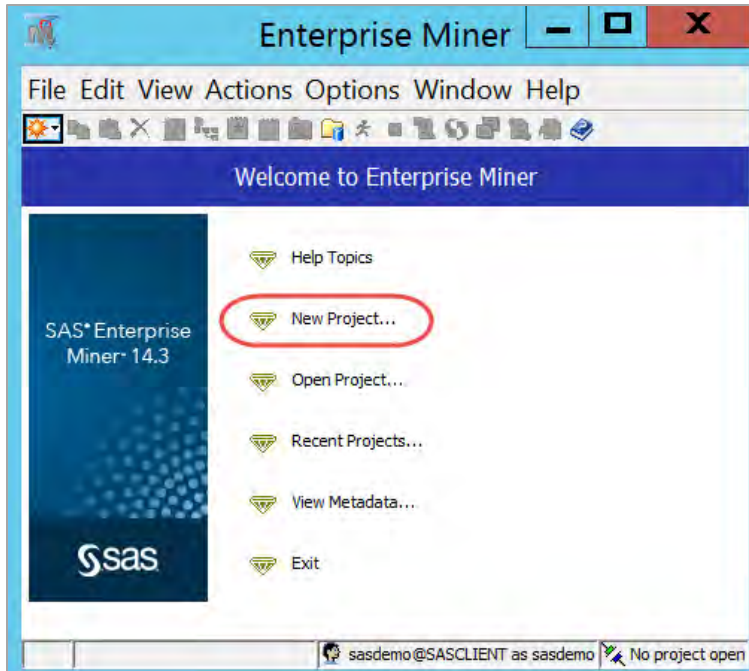 Enterprise Miner
File Edit View Actions Options Window Help
Welcome to Enterprise Miner
SAS® Enterprise
Miner™ 14.3
Help Topics
New Project...
Open Project...
Recent Projects...
View Metadata...
Exit
sas
sasdemo@SASCLIENT as sasdemo
No project open